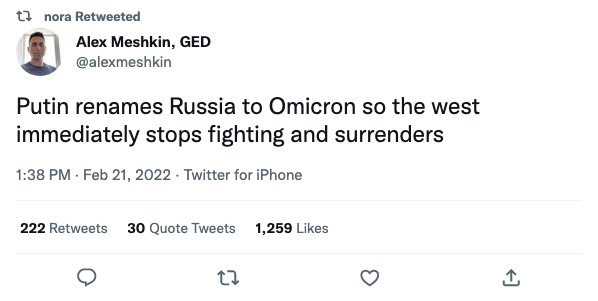 nora Retweeted
Alex Meshkin, GED
@alexmeshkin
Putin renames Russia to Omicron so the west
immediately stops fighting and surrenders
1:38 PM · Feb 21, 2022 · Twitter for iPhone
222 Retweets 30 Quote Tweets 1,259 Likes